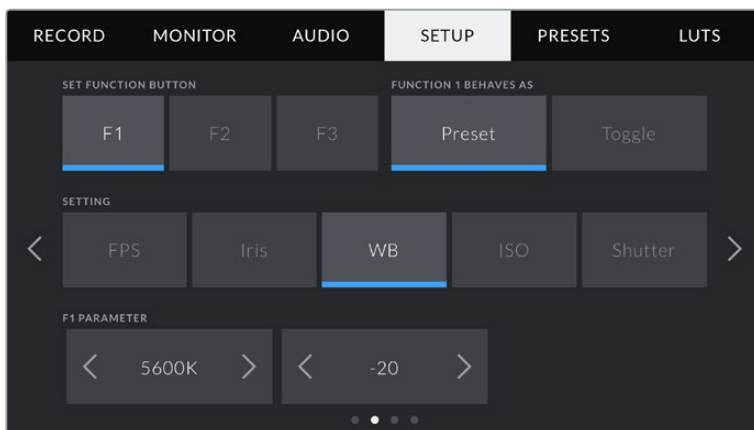 RECORD MONITOR AUDIO SETUP PRESETS LUTS
SET FUNCTION BUTTON FUNCTION 1 BEHAVES AS
F1 F2 F3 Preset Toggle
SETTING
FPS Iris WB ISO Shutter
F1 PARAMETER
5600K -20